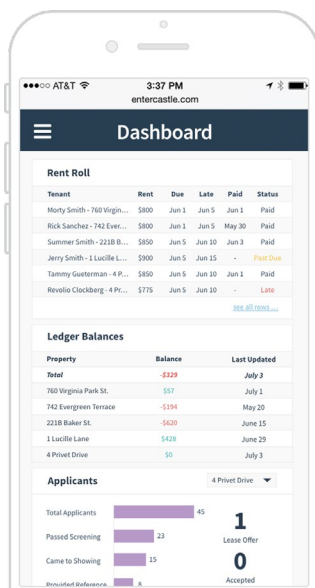 AT&T 3:37 PM
entercastle.com
Dashboard
Rent Roll
Tenant Rent Due Late Paid Status
Morty Smith - 760 Virgin... $800 Jun 1 Jun 5 Jun 1 Paid
Rick Sanchez - 742 Ever... $800 Jun 1 Jun 5 May 30 Paid
Summer Smith - 221B B... $850 Jun 5 Jun 10 Jun 3 Paid
Jerry Smith - 1 Lucille L... $900 Jun 5 Jun 15 - Past Due
Tammy Gueterman - 4 P... $850 Jun 5 Jun 10 Jun 1 Paid
Revolio Clockberg - 4 Pr... $775 Jun 5 Jun 10 - Late
see all rows ...
Ledger Balances
Property Balance Last Updated
Total -$329 July 3
760 Virginia Park St. $57 July 1
742 Evergreen Terrace -$194 May 20
221B Baker St. -$620 June 15
1 Lucille Lane $428 June 29
4 Privet Drive $0 July 3
Applicants 4 Privet Drive
Total Applicants 45
1
Passed Screening 23
Lease Offer
Came to Showing 15
0
Accepted
Provided Reference 8